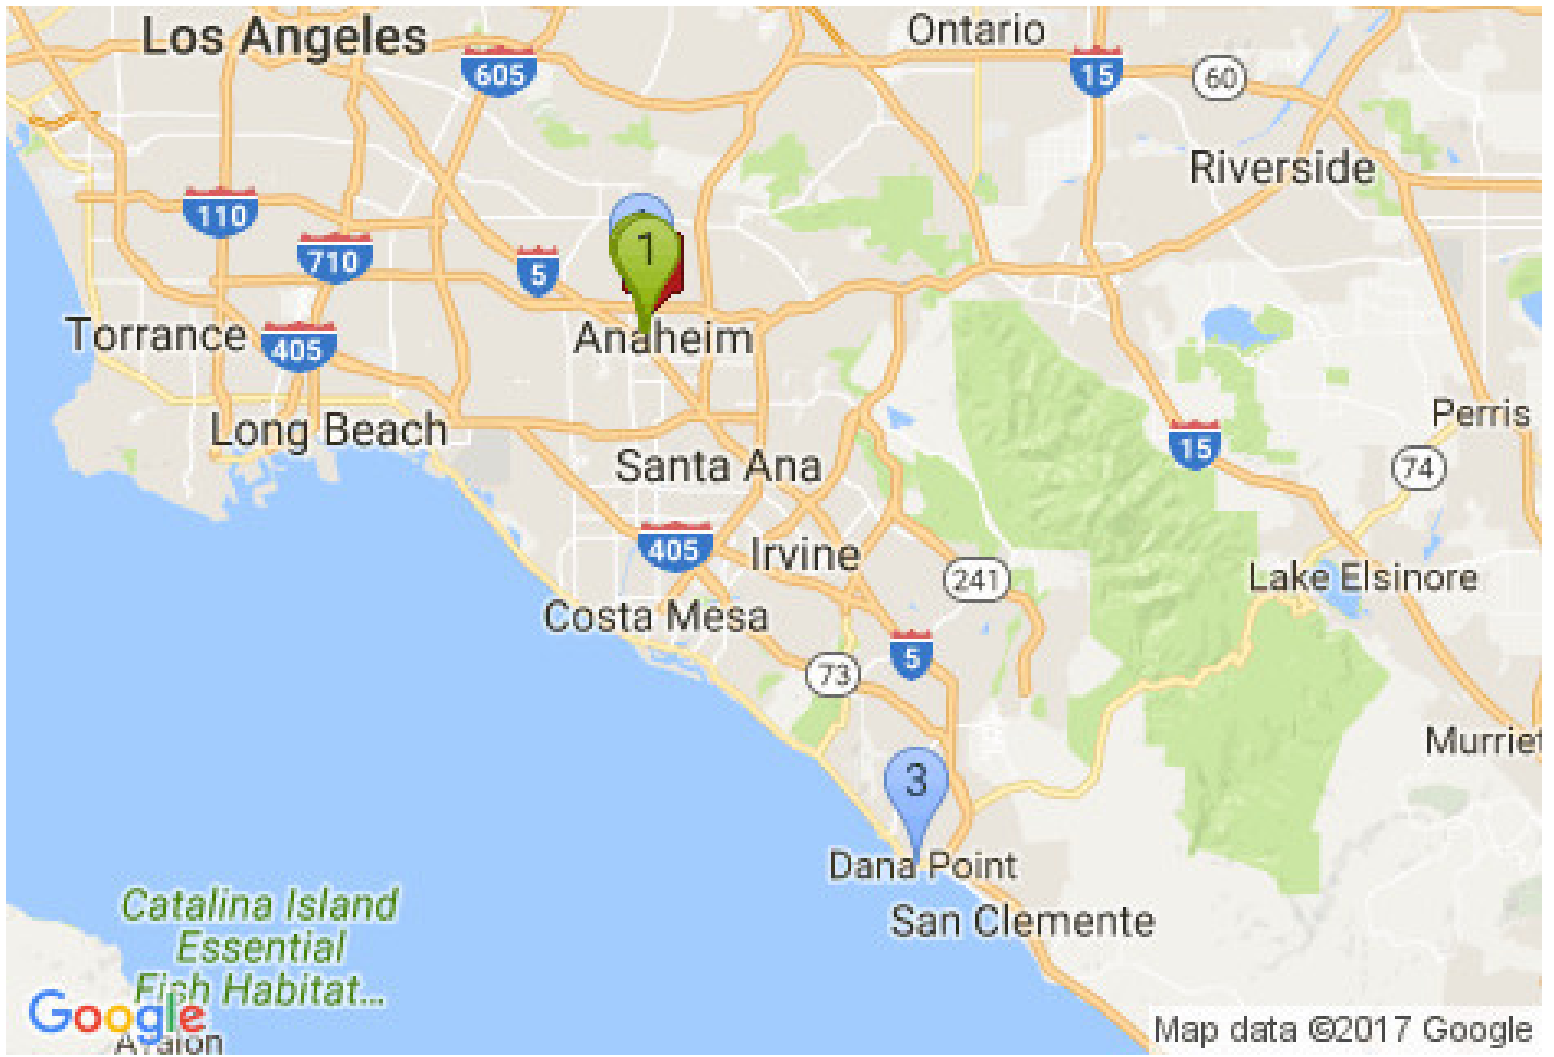 Los Angeles
Ontario
605
15
60
Riverside
110
710
5
1
Torrance
405
Anaheim
Long Beach
Perris
15
74
Santa Ana
405
Irvine
241
Lake Elsinore
Costa Mesa
5
73
Murriet
3
Dana Point
San Clemente
Catalina Island
Essential
Fish Habitat...
Google
Avalon
Map data ©2017 Google